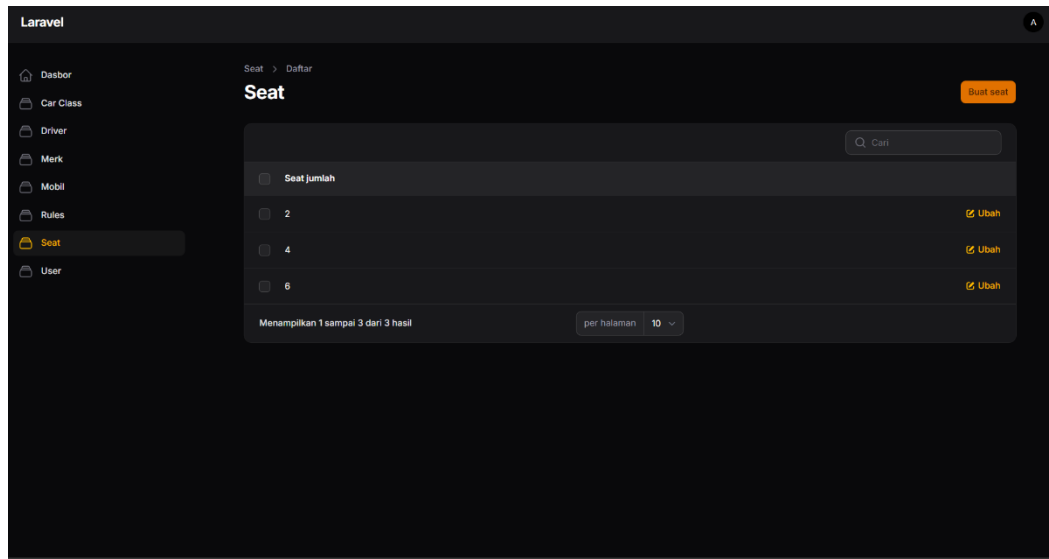 Laravel
A
Dasbor
Car Class
Driver
Merk
Mobil
Rules
Seat
User
Seat > Daftar
Seat
Buat seat
Cari
Seat jumlah
2 Ubah
4 Ubah
6 Ubah
Menampilkan 1 sampai 3 dari 3 hasil
per halaman 10